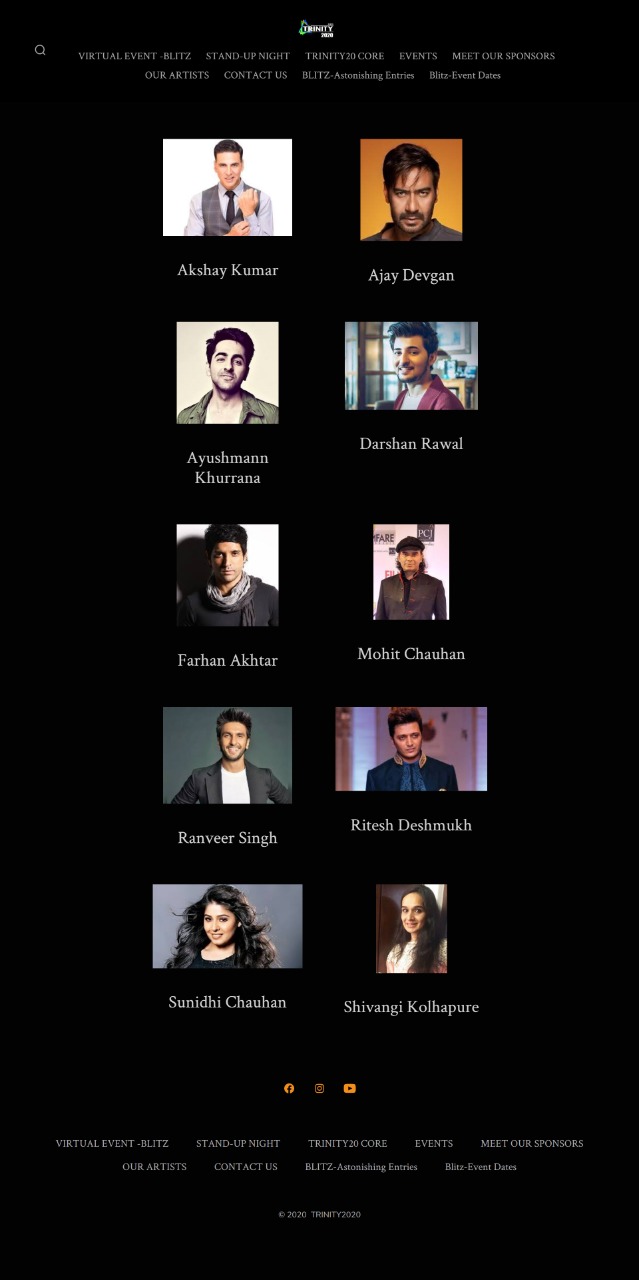 TRINITY
2020
VIRTUAL EVENT -BLITZ STAND-UP NIGHT TRINITY20 CORE EVENTS MEET OUR SPONSORS
OUR ARTISTS CONTACT US BLITZ-Astonishing Entries Blitz-Event Dates
Akshay Kumar
Ajay Devgan
Ayushmann
Khurrana
Darshan Rawal
PCJ
Farhan Akhtar
Mohit Chauhan
Ranveer Singh
Ritesh Deshmukh
Sunidhi Chauhan
Shivangi Kolhapure
VIRTUAL EVENT -BLITZ STAND-UP NIGHT TRINITY20 CORE EVENTS MEET OUR SPONSORS
OUR ARTISTS CONTACT US BLITZ-Astonishing Entries Blitz-Event Dates
© 2020 TRINITY2020